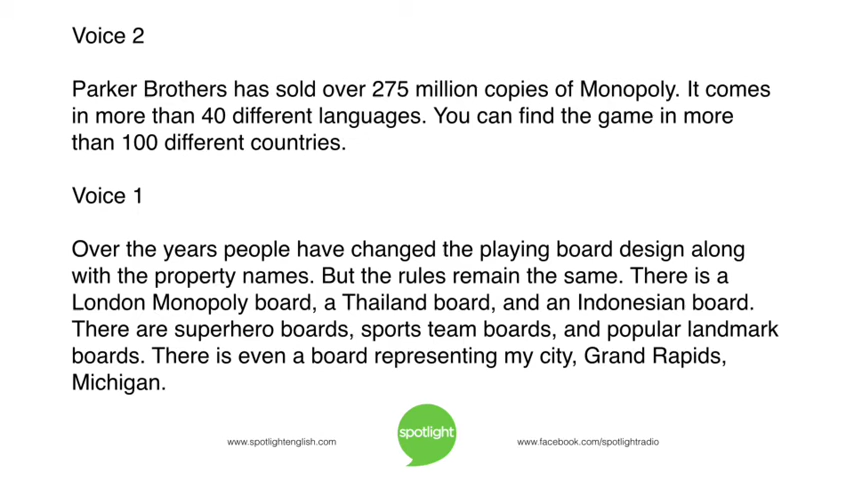 Voice 2
Parker Brothers has sold over 275 million copies of Monopoly. It comes
in more than 40 different languages. You can find the game in more
than 100 different countries.
Voice 1
Over the years people have changed the playing board design along
with the property names. But the rules remain the same. There is a
London Monopoly board, a Thailand board, and an Indonesian board.
There are superhero boards, sports team boards, and popular landmark
boards. There is even a board representing my city, Grand Rapids,
Michigan.
spotlight
www.spotlightenglish.com
www.facebook.com/spotlightradio